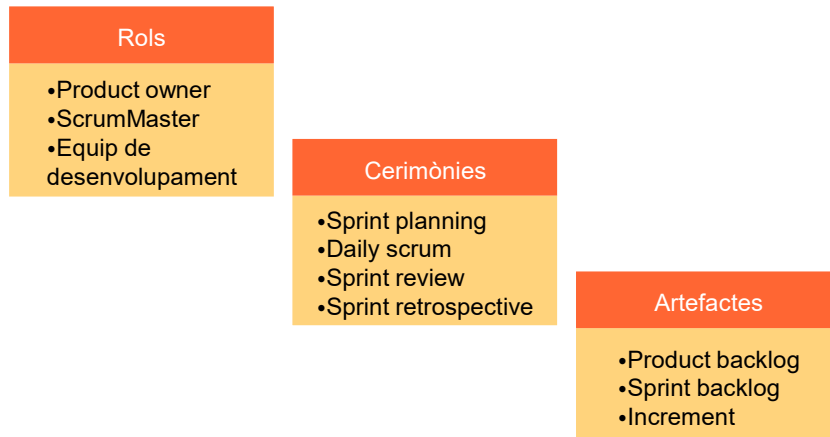 Rols
•Product owner
•ScrumMaster
•Equip de
desenvolupament
Cerimònies
•Sprint planning
•Daily scrum
•Sprint review
•Sprint retrospective
Artefactes
•Product backlog
•Sprint backlog
•Increment